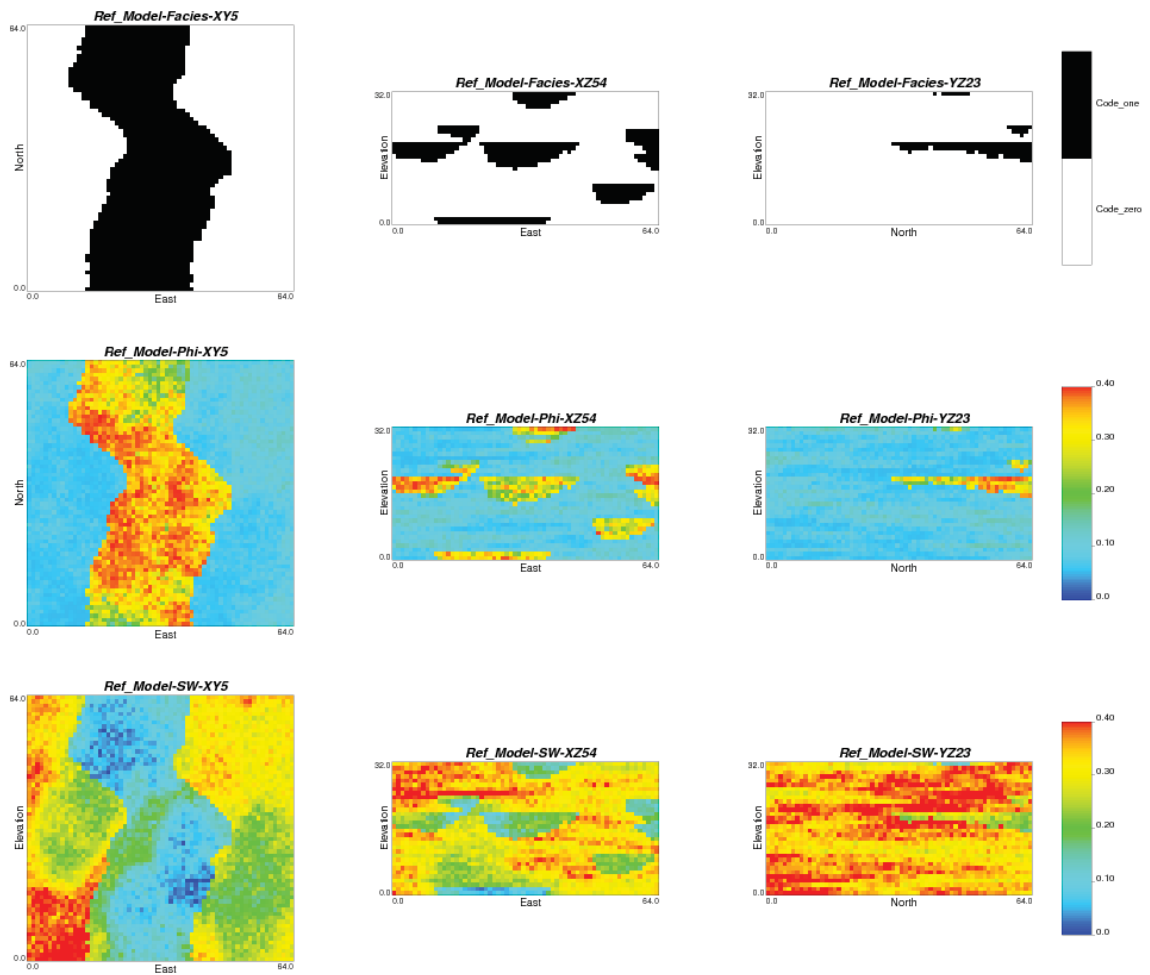 Ref_Model-Facies-XY5
64.0
North
0.0
0.0
64.0
East
Ref_Model-Facies-XZ54
32.0
Elevation
0.0
0.0
64.0
East
Ref_Model-Facies-YZ23
32.0
Elevation
0.0
0.0
64.0
North
Code_one
Code_zero
Ref_Model-Phi-XY5
64.0
North
0.0
0.0
64.0
East
Ref_Model-Phi-XZ54
32.0
Elevation
0.0
0.0
64.0
East
Ref_Model-Phi-YZ23
32.0
Elevation
0.0
0.0
64.0
North
0.40
0.30
0.20
0.10
0.0
Ref_Model-SW-XY5
64.0
Elevation
0.0
0.0
64.0
East
Ref_Model-SW-XZ54
32.0
Elevation
0.0
0.0
64.0
East
Ref_Model-SW-YZ23
32.0
Elevation
0.0
0.0
64.0
North
0.40
0.30
0.20
0.10
0.0